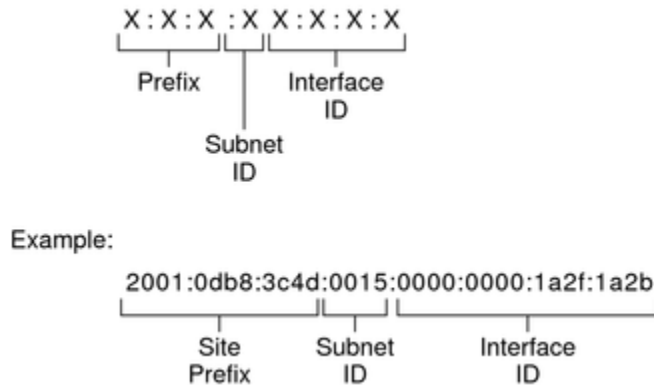 X : X : X : X X : X : X : X
Prefix Interface
ID
Subnet
ID
Example:
2001:0db8:3c4d:0015:0000:0000:1a2f:1a2b
Site Subnet Interface
Prefix ID ID